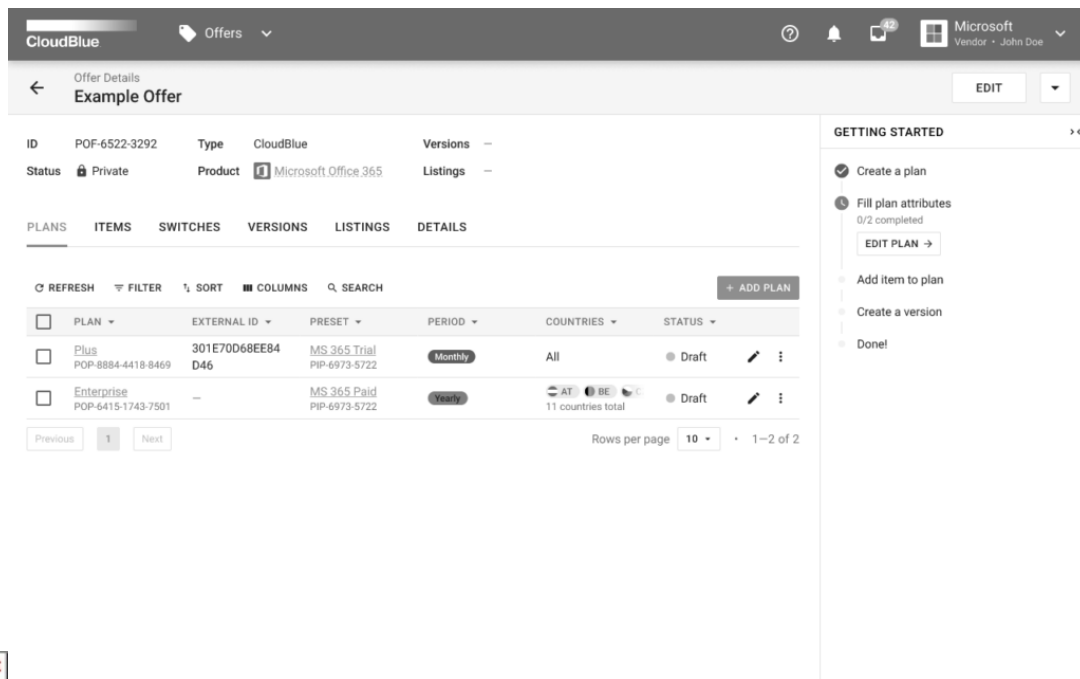 CloudBlue
Offers
42
Microsoft
Vendor • John Doe
Offer Details
Example Offer
EDIT
ID POF-6522-3292 Type CloudBlue Versions —
Status Private Product Microsoft Office 365 Listings —
PLANS ITEMS SWITCHES VERSIONS LISTINGS DETAILS
REFRESH FILTER SORT COLUMNS SEARCH + ADD PLAN
PLAN EXTERNAL ID PRESET PERIOD COUNTRIES STATUS
Plus 301E70D68EE84 MS 365 Trial Monthly All Draft
POP-8884-4418-8469 D46 PIP-6973-5722
Enterprise — MS 365 Paid Yearly AT BE Draft
POP-6415-1743-7501 PIP-6973-5722 11 countries total
Previous 1 Next Rows per page 10 • 1—2 of 2
GETTING STARTED
Create a plan
Fill plan attributes
0/2 completed
EDIT PLAN →
Add item to plan
Create a version
Done!